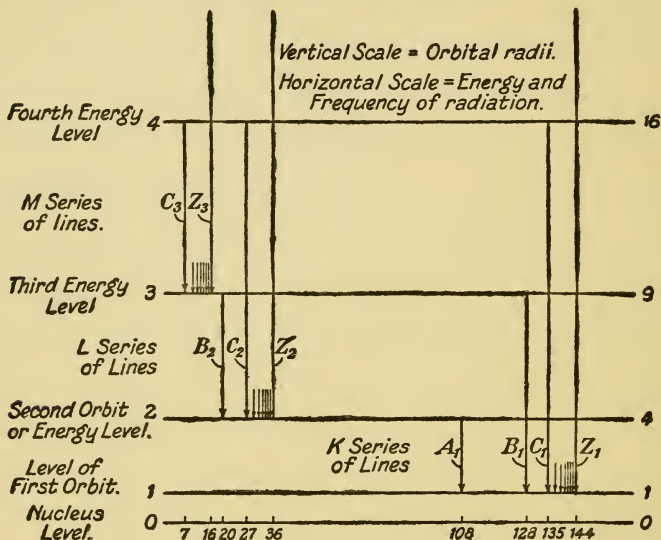 Vertical Scale = Orbital radii.
Horizontal Scale = Energy and
Frequency of radiation.
Fourth Energy
Level 4 16
M Series
of lines.
C3 Z3
Third Energy
Level 3 9
L Series
of Lines
B2 C2 Z2
Second Orbit
or Energy Level. 2 4
K Series
of Lines
A1 B1 C1 Z1
Level of
First Orbit. 1 1
Nucleus
Level. 0 0
7 16 20 27 36 108 128 135 144